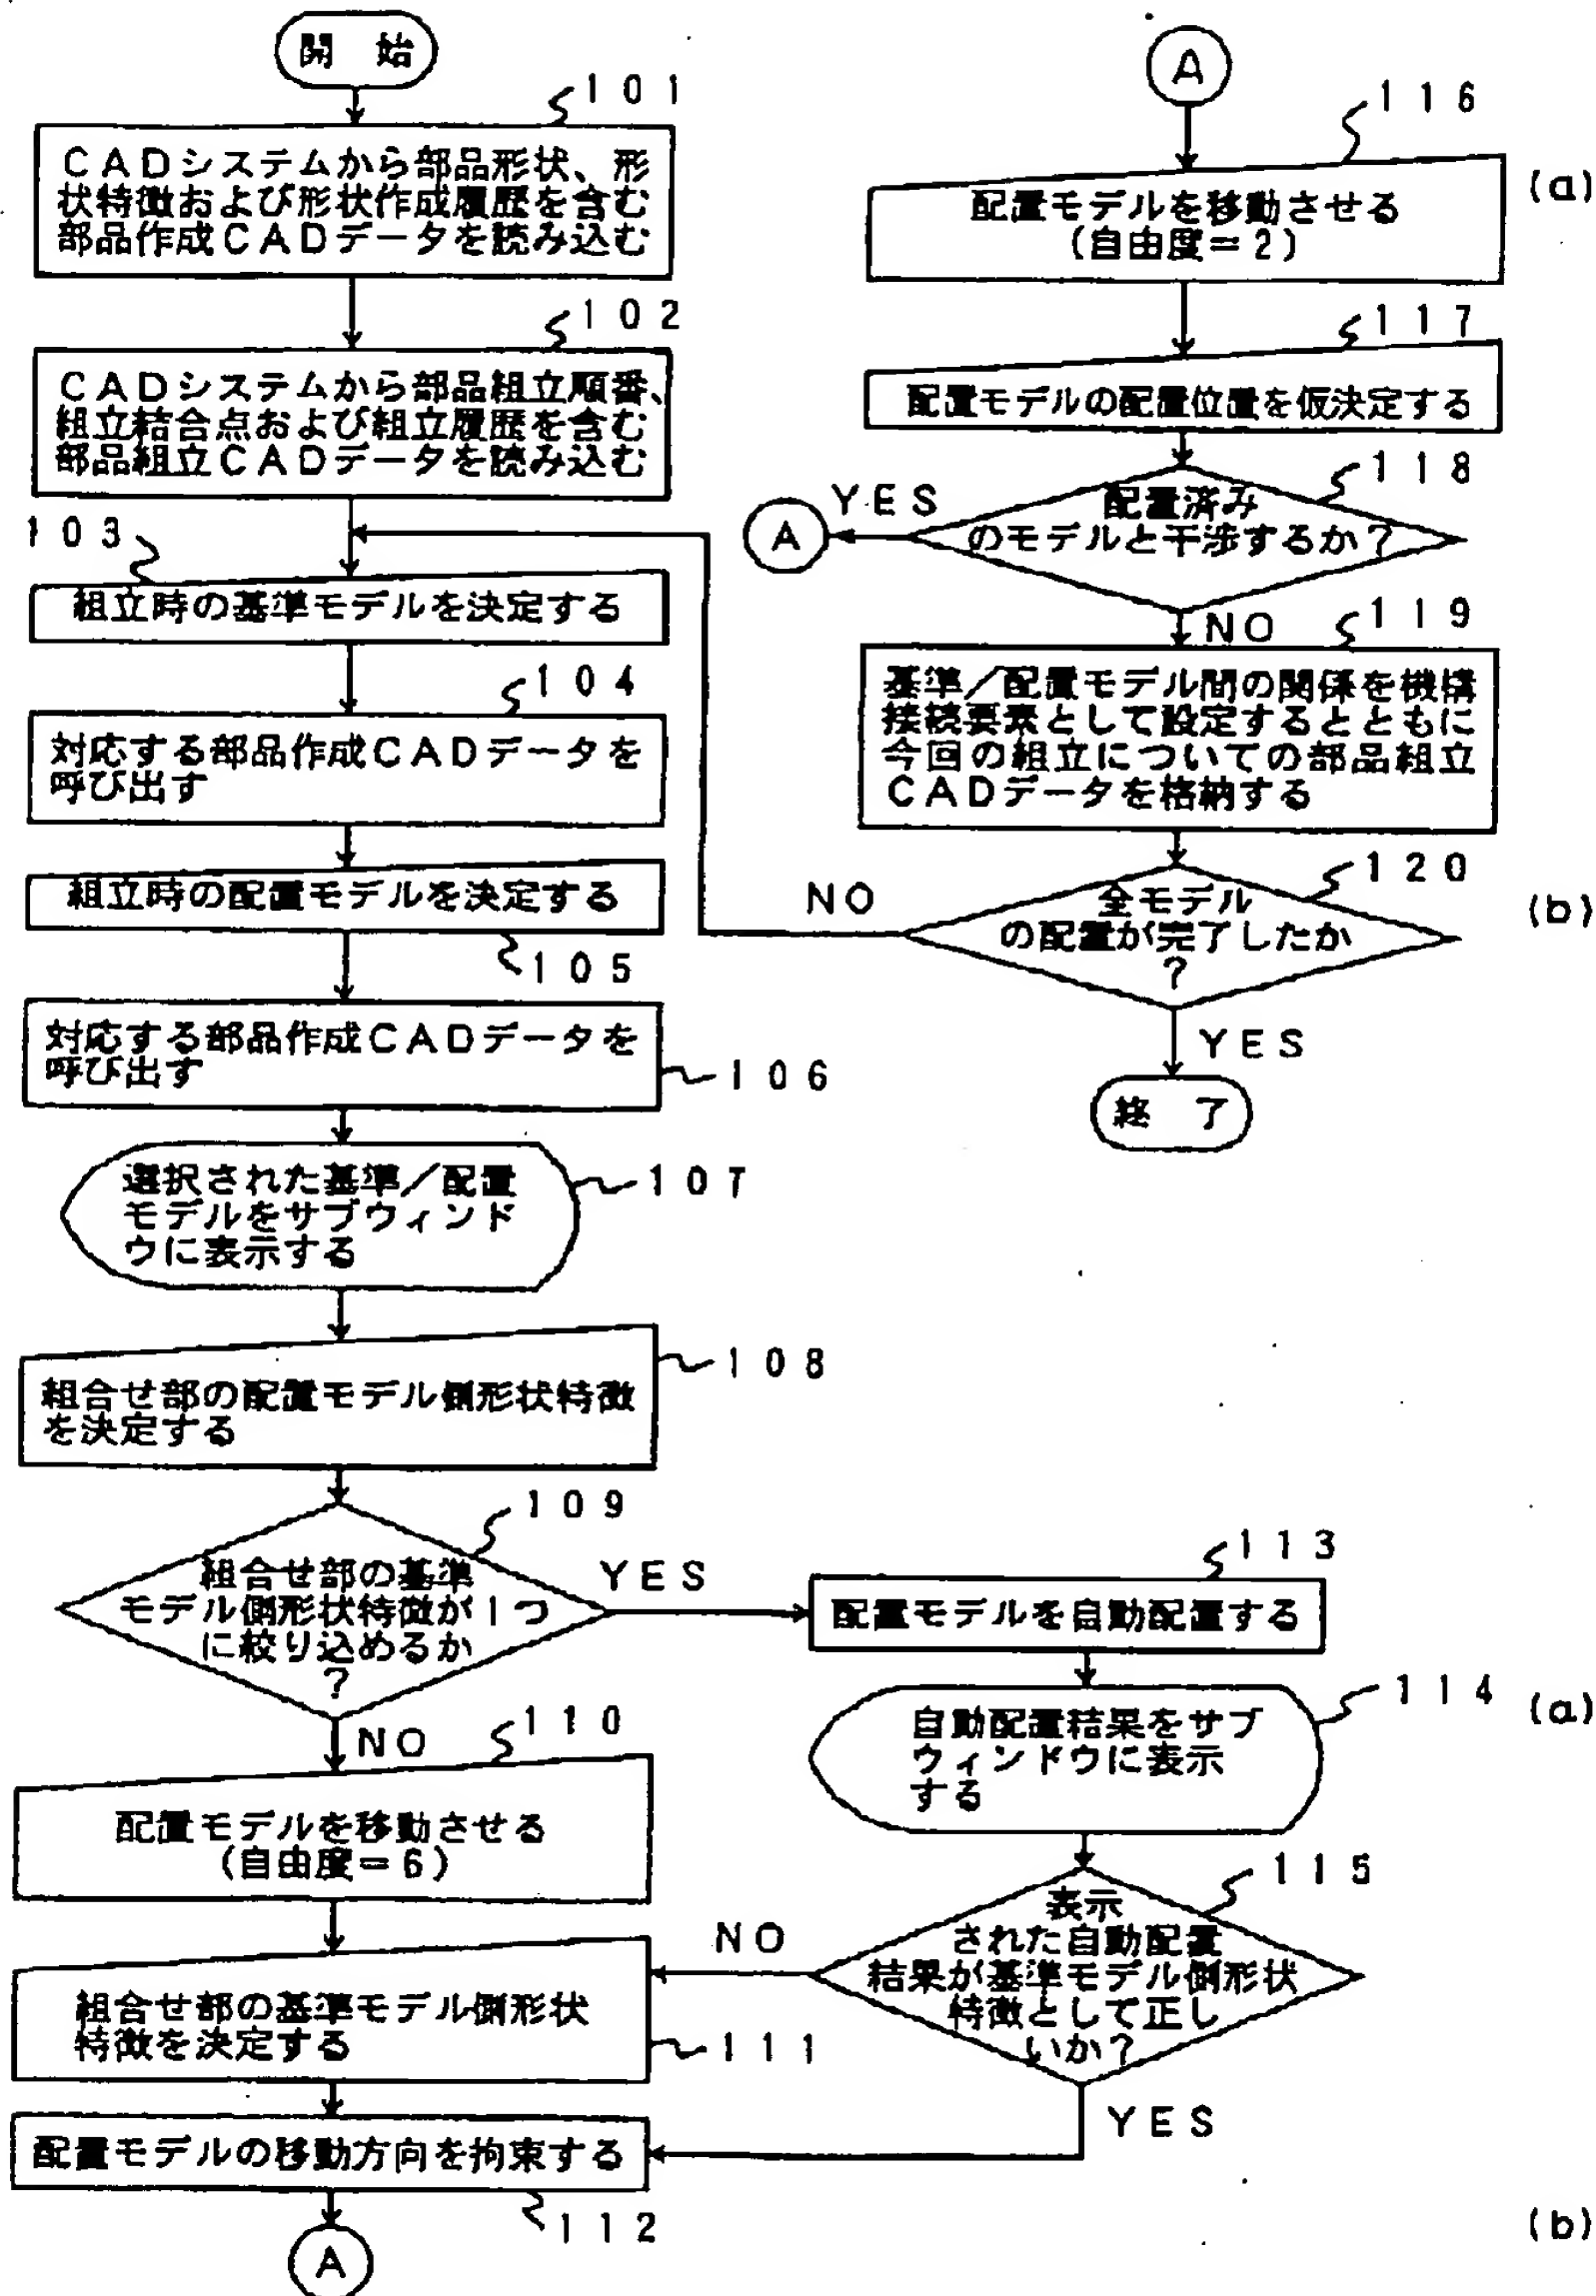 開 始
101
CADシステムから部品形状、形
状特徴および形状作成履歴を含む
部品作成CADデータを読み込む
102
CADシステムから部品組立順番、
組立結合点および組立履歴を含む
部品組立CADデータを読み込む
103
組立時の基準モデルを決定する
104
対応する部品作成CADデータを
呼び出す
組立時の配置モデルを決定する
105
対応する部品作成CADデータを
呼び出す
106
選択された基準/配置
モデルをサブウィンド
ウに表示する
107
108
組合せ部の配置モデル側形状特徴
を決定する
109
組合せ部の基準
モデル側形状特徴が1つ
に絞り込めるか
?
YES
NO
110
配置モデルを移動させる
(自由度=6)
組合せ部の基準モデル側形状
特徴を決定する
111
配置モデルの移動方向を拘束する
112
A
113
配置モデルを自動配置する
114
自動配置結果をサブ
ウィンドウに表示
する
115
表示
された自動配置
結果が基準モデル側形状
特徴として正し
いか?
NO
YES
A
116
配置モデルを移動させる
(自由度=2)
117
配置モデルの配置位置を仮決定する
118
配置済み
のモデルと干渉するか?
YES
A
NO
119
基準/配置モデル間の関係を機構
接続要素として設定するとともに
今回の組立についての部品組立
CADデータを格納する
120
全モデル
の配置が完了したか
?
NO
YES
終 了
(a)
(b)
(a)
(b)